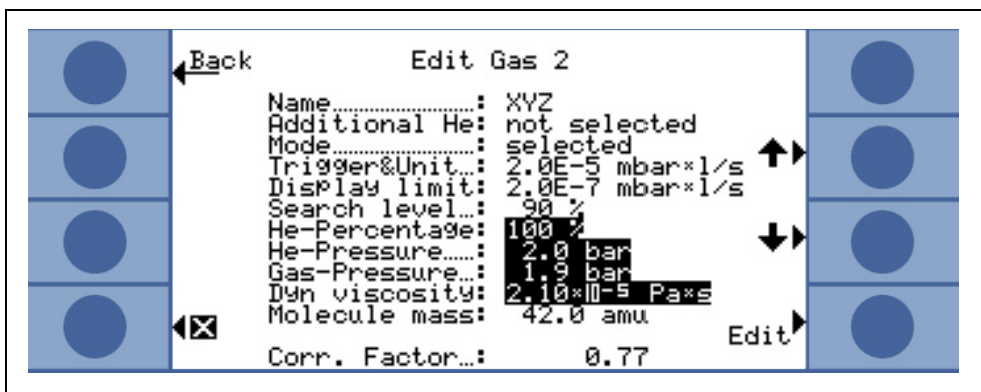 Back Edit Gas 2
Name……………………: XYZ
Additional He: not selected
Mode……………………: selected
Trigger&Unit…: 2.0E-5 mbar×l/s
Display limit: 2.0E-7 mbar×l/s
Search level…: 90 %
He-Percentage: 100 %
He-Pressure……: 2.0 bar
Gas-Pressure…: 1.9 bar
Dyn viscosity: 2.10×10⁻⁵ Pa×s
Molecule mass: 42.0 amu
Edit
Corr. Factor…: 0.77